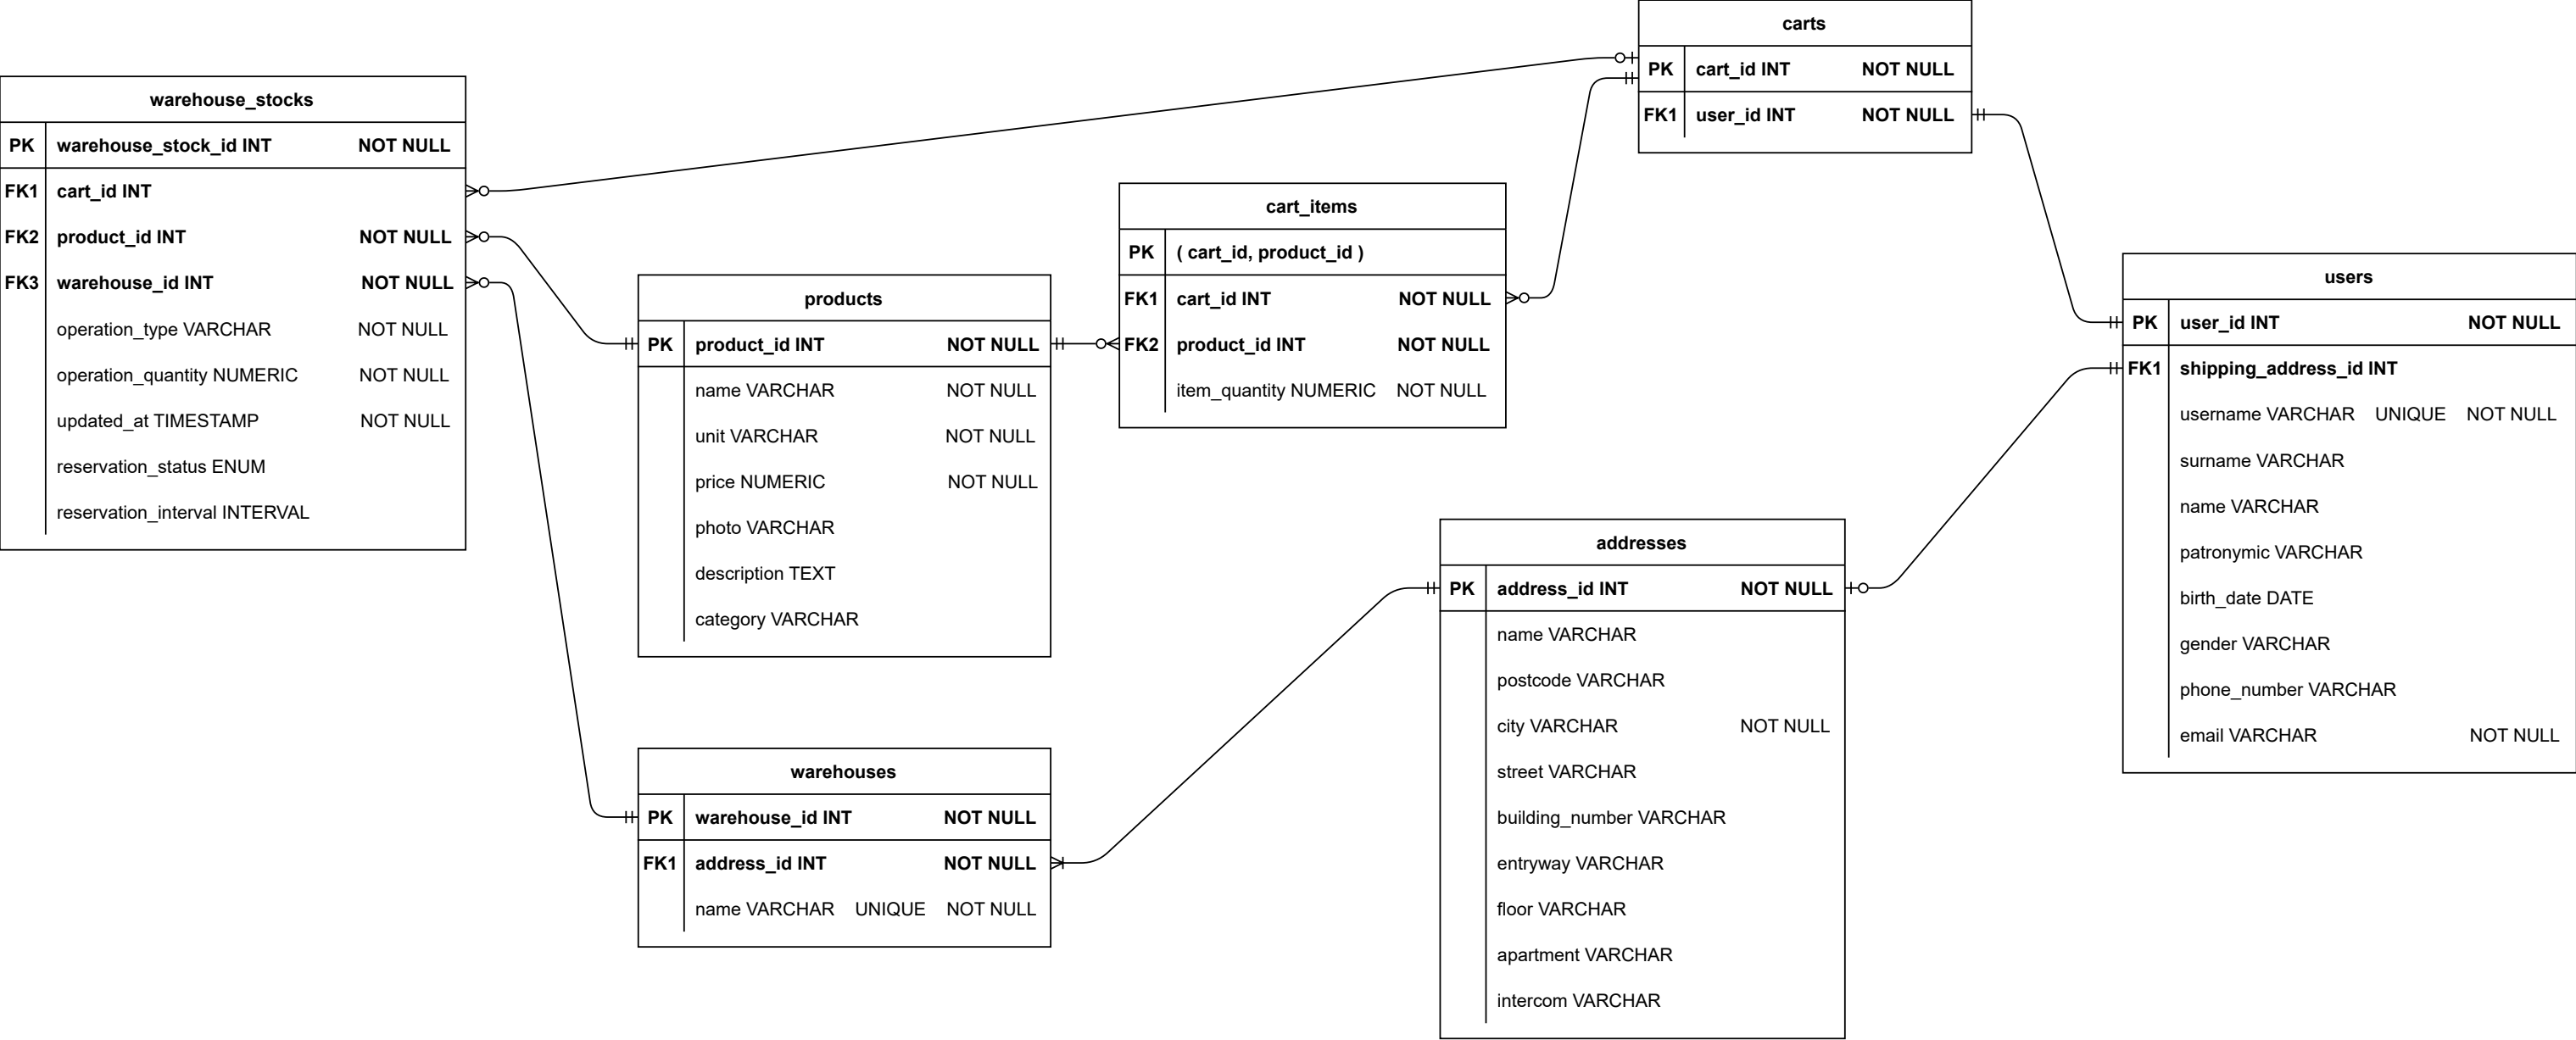 carts
PK cart_id INT NOT NULL
FK1 user_id INT NOT NULL
warehouse_stocks
PK warehouse_stock_id INT NOT NULL
FK1 cart_id INT
FK2 product_id INT NOT NULL
FK3 warehouse_id INT NOT NULL
operation_type VARCHAR NOT NULL
operation_quantity NUMERIC NOT NULL
updated_at TIMESTAMP NOT NULL
reservation_status ENUM
reservation_interval INTERVAL
cart_items
PK ( cart_id, product_id )
FK1 cart_id INT NOT NULL
FK2 product_id INT NOT NULL
item_quantity NUMERIC NOT NULL
products
PK product_id INT NOT NULL
name VARCHAR NOT NULL
unit VARCHAR NOT NULL
price NUMERIC NOT NULL
photo VARCHAR
description TEXT
category VARCHAR
users
PK user_id INT NOT NULL
FK1 shipping_address_id INT
username VARCHAR UNIQUE NOT NULL
surname VARCHAR
name VARCHAR
patronymic VARCHAR
birth_date DATE
gender VARCHAR
phone_number VARCHAR
email VARCHAR NOT NULL
addresses
PK address_id INT NOT NULL
name VARCHAR
postcode VARCHAR
city VARCHAR NOT NULL
street VARCHAR
building_number VARCHAR
entryway VARCHAR
floor VARCHAR
apartment VARCHAR
intercom VARCHAR
warehouses
PK warehouse_id INT NOT NULL
FK1 address_id INT NOT NULL
name VARCHAR UNIQUE NOT NULL